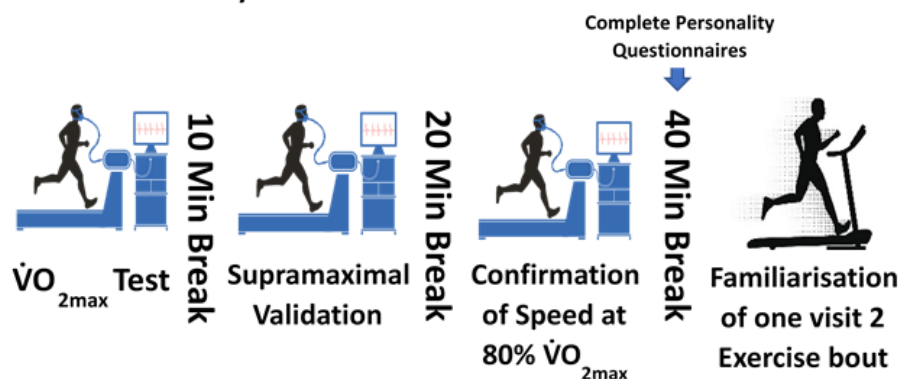 Complete Personality
Questionnaires
V̇O2max Test
10 Min Break
Supramaximal
Validation
20 Min Break
Confirmation
of Speed at
80% V̇O2max
40 Min Break
Familiarisation
of one visit 2
Exercise bout